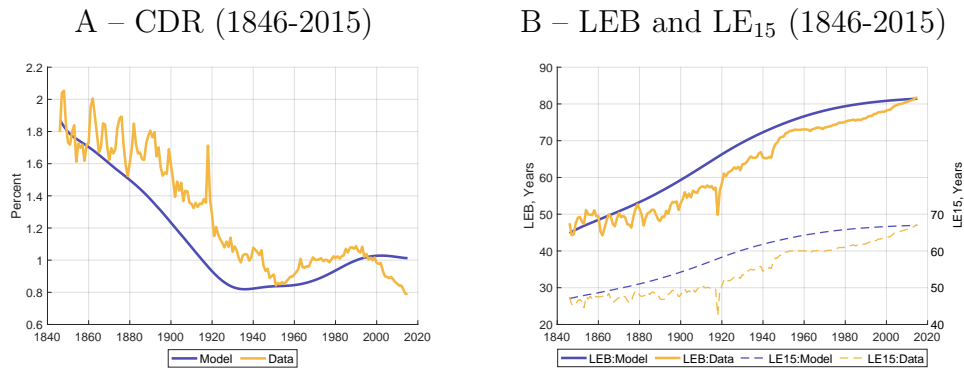 A – CDR (1846-2015)
2.2
2
1.8
1.6
1.4
1.2
1
0.8
0.6
Percent
1840 1860 1880 1900 1920 1940 1960 1980 2000 2020
Model Data
B – LEB and LE15 (1846-2015)
90
80
70
60
50
40
30
20
LEB, Years
70
60
50
40
LE15, Years
1840 1860 1880 1900 1920 1940 1960 1980 2000 2020
LEB:Model LEB:Data LE15:Model LE15:Data